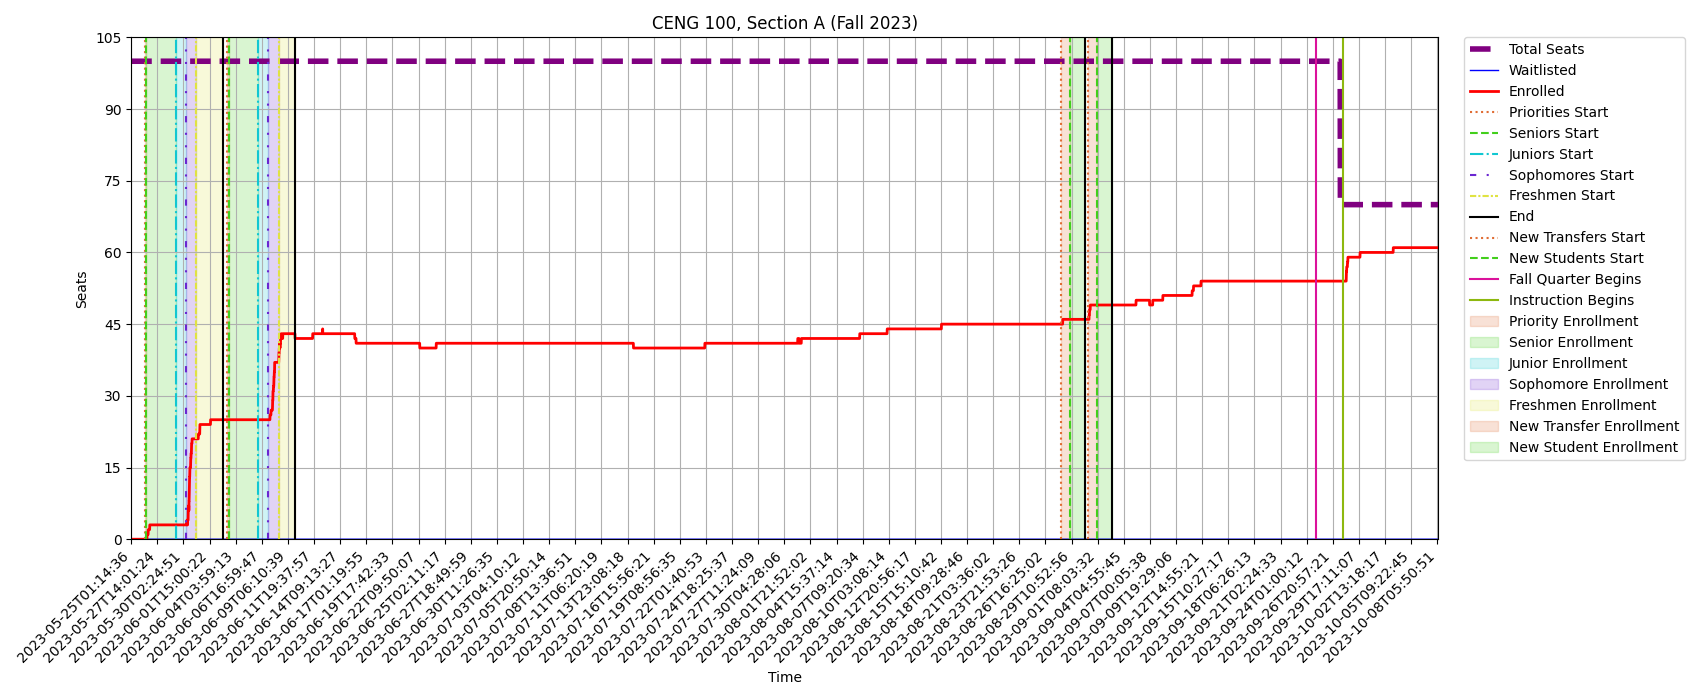 CENG 100, Section A (Fall 2023)
105
90
75
60
45
30
15
0
Seats
2023-05-25T01:14:36
2023-05-27T14:01:24
2023-05-30T02:24:51
2023-06-01T15:00:22
2023-06-04T03:59:13
2023-06-06T16:59:47
2023-06-09T06:10:39
2023-06-11T19:37:57
2023-06-14T09:13:27
2023-06-17T01:19:55
2023-06-19T17:42:33
2023-06-22T09:50:07
2023-06-25T02:11:17
2023-06-27T18:49:59
2023-06-30T11:26:35
2023-07-03T04:10:12
2023-07-05T20:50:14
2023-07-08T13:36:51
2023-07-11T06:20:19
2023-07-13T23:08:18
2023-07-16T15:56:21
2023-07-19T08:56:35
2023-07-22T01:40:53
2023-07-24T18:25:37
2023-07-27T11:24:09
2023-07-30T04:28:06
2023-08-01T21:52:02
2023-08-04T15:37:14
2023-08-07T09:20:34
2023-08-10T03:08:14
2023-08-12T20:56:17
2023-08-15T15:10:42
2023-08-18T09:28:46
2023-08-21T03:36:02
2023-08-23T21:53:26
2023-08-26T16:25:02
2023-08-29T10:52:56
2023-09-01T08:03:32
2023-09-04T04:55:45
2023-09-07T00:05:38
2023-09-09T19:29:06
2023-09-12T14:55:21
2023-09-15T10:27:17
2023-09-18T06:26:13
2023-09-21T02:24:33
2023-09-24T01:00:12
2023-09-26T20:57:21
2023-09-29T17:11:07
2023-10-02T13:18:17
2023-10-05T09:22:45
2023-10-08T05:50:51
Time
Total Seats
Waitlisted
Enrolled
Priorities Start
Seniors Start
Juniors Start
Sophomores Start
Freshmen Start
End
New Transfers Start
New Students Start
Fall Quarter Begins
Instruction Begins
Priority Enrollment
Senior Enrollment
Junior Enrollment
Sophomore Enrollment
Freshmen Enrollment
New Transfer Enrollment
New Student Enrollment